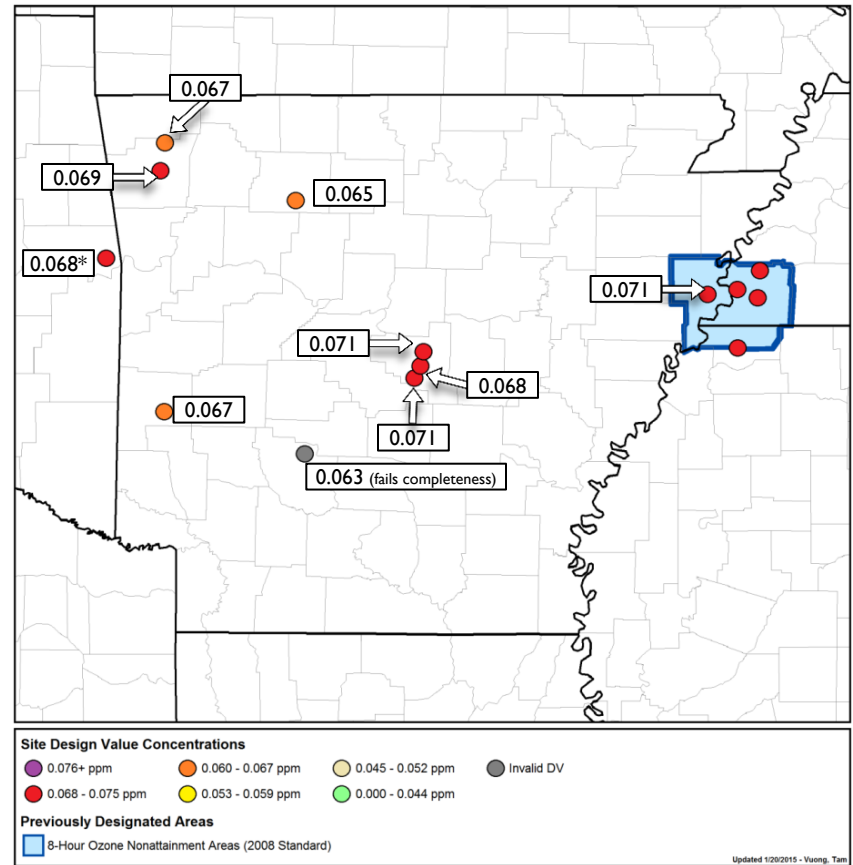 0.067
0.069
0.065
0.068*
0.071
0.071
0.068
0.067
0.071
0.063 (fails completeness)
Site Design Value Concentrations
0.076+ ppm
0.060 - 0.067 ppm
0.045 - 0.052 ppm
Invalid DV
0.068 - 0.075 ppm
0.053 - 0.059 ppm
0.000 - 0.044 ppm
Previously Designated Areas
8-Hour Ozone Nonattainment Areas (2008 Standard)
Updated 1/20/2015 - Vuong, Tam